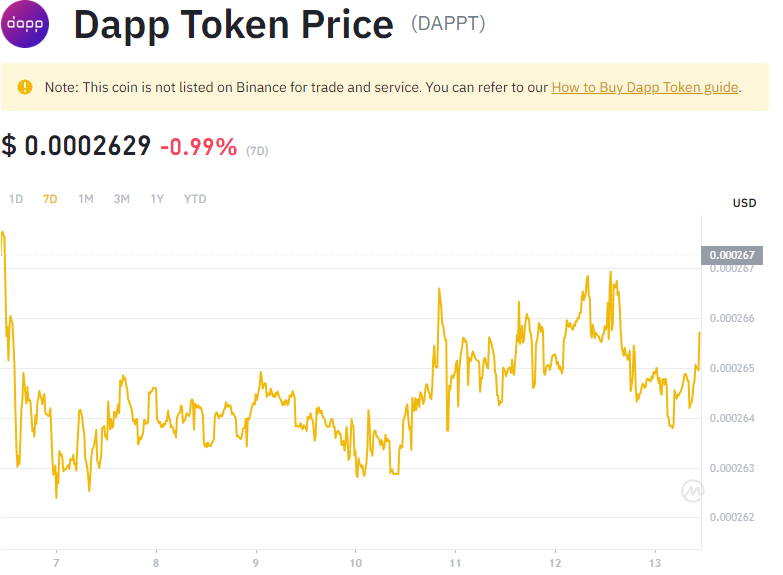 dapp
Dapp Token Price (DAPPT)
Note: This coin is not listed on Binance for trade and service. You can refer to our How to Buy Dapp Token guide.
$ 0.0002629 -0.99% (7D)
1D 7D 1M 3M 1Y YTD
USD
0.000267
0.000267
0.000266
0.000265
0.000264
0.000263
0.000262
7 8 9 10 11 12 13